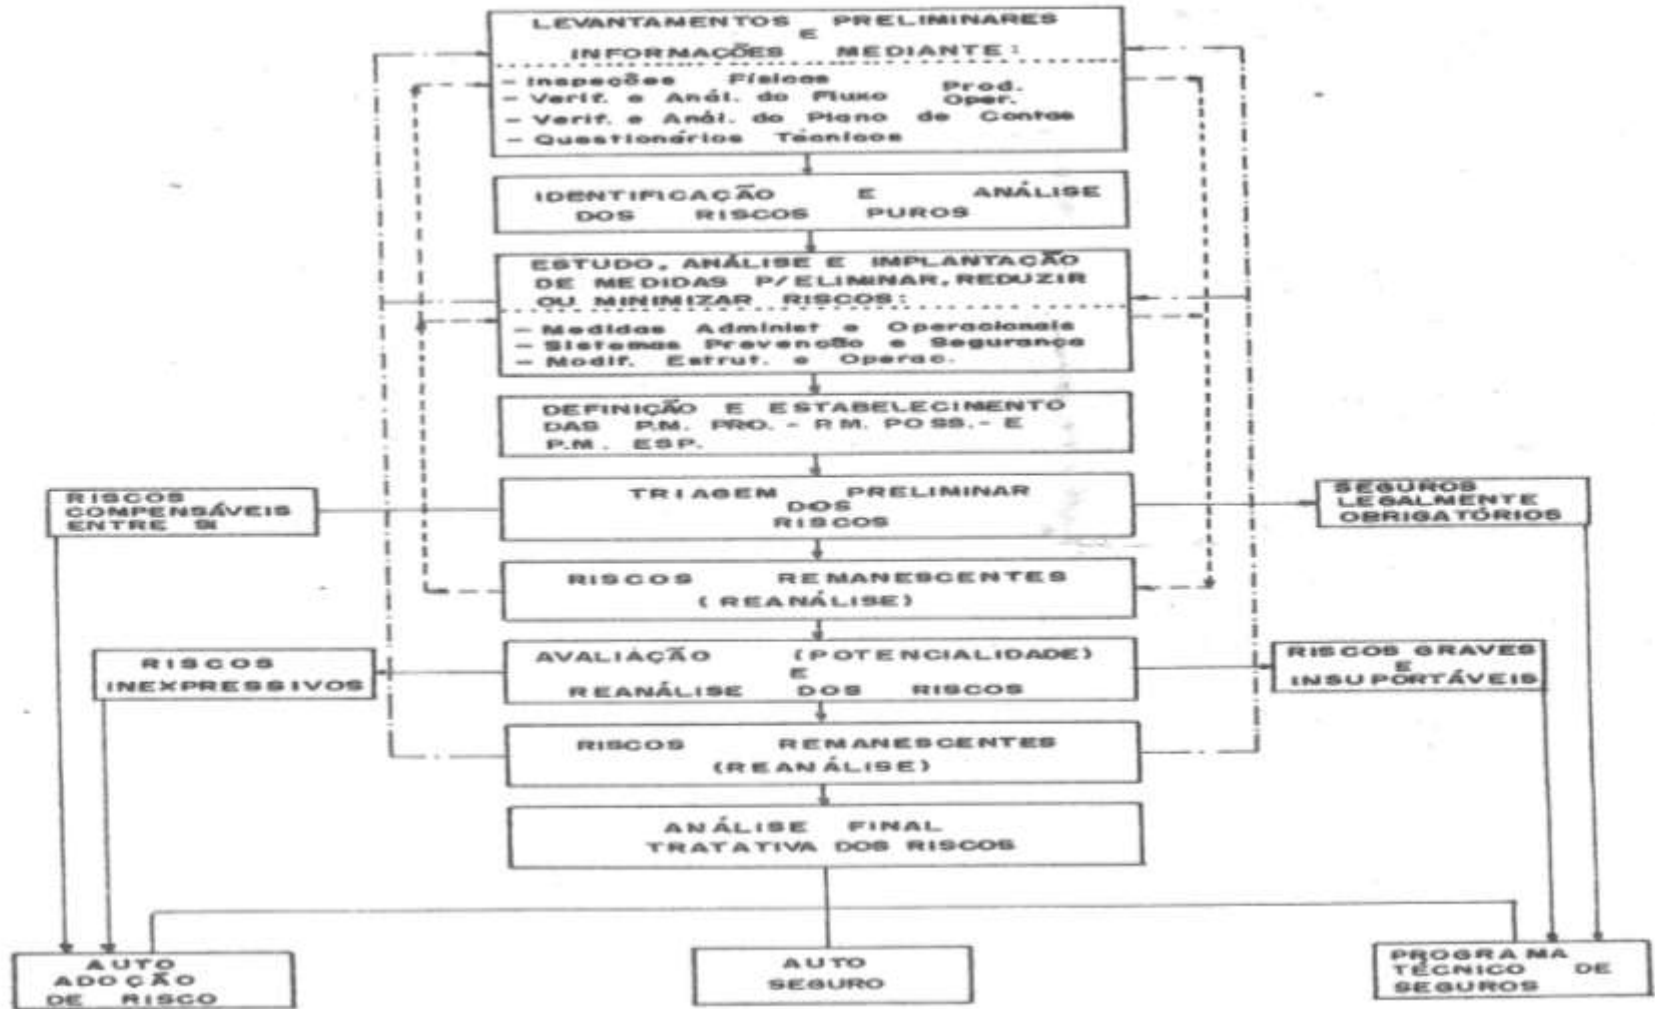 LEVANTAMENTOS PRELIMINARES
E
INFORMAÇÕES MEDIANTE:
- Inspeções Físicas
- Verif. e Anál. do Fluxo Prod.
Oper.
- Verif. e Anál. do Plano de Contas
- Questionários Técnicos
IDENTIFICAÇÃO E ANÁLISE
DOS RISCOS PUROS
ESTUDO, ANÁLISE E IMPLANTAÇÃO
DE MEDIDAS P/ELIMINAR, REDUZIR
OU MINIMIZAR RISCOS:
- Medidas Administ e Operacionais
- Sistemas Prevenção e Segurança
- Modif. Estrut. e Operac.
DEFINIÇÃO E ESTABELECIMENTO
DAS P.M. PRO. - P.M. POSS. - E
P.M. ESP.
RISCOS
COMPENSÁVEIS
ENTRE SI
TRIAGEM PRELIMINAR
DOS
RISCOS
SEGUROS
LEGALMENTE
OBRIGATÓRIOS
RISCOS REMANESCENTES
(REANÁLISE)
RISCOS
INEXPRESSIVOS
AVALIAÇÃO (POTENCIALIDADE)
E
REANÁLISE DOS RISCOS
RISCOS GRAVES
E
INSUPORTÁVEIS
RISCOS REMANESCENTES
(REANÁLISE)
ANÁLISE FINAL
TRATATIVA DOS RISCOS
AUTO
ADOÇÃO
DE RISCO
AUTO
SEGURO
PROGRAMA
TÉCNICO DE
SEGUROS